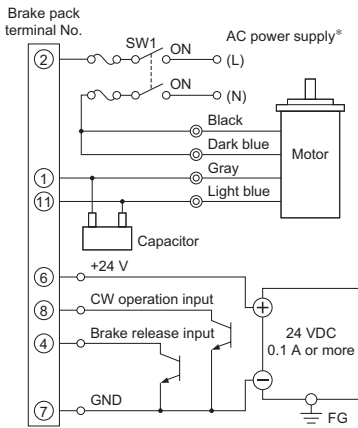 Brake pack
terminal No.
SW1
ON
AC power supply*
2
(L)
ON
(N)
Black
Dark blue
Motor
Gray
1
Light blue
11
Capacitor
+24 V
6
CW operation input
+
8
24 VDC
0.1 A or more
Brake release input
4
−
GND
7
FG